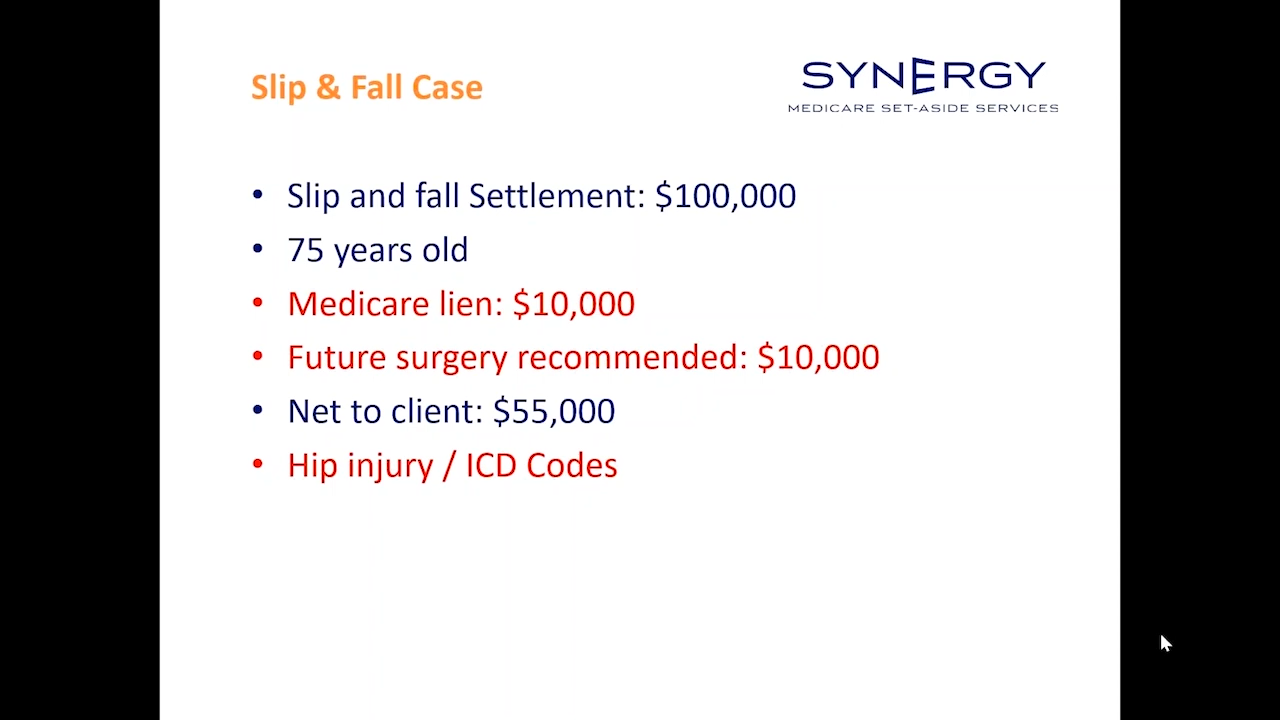 Slip & Fall Case
SYNERGY
MEDICARE SET-ASIDE SERVICES
• Slip and fall Settlement: $100,000
• 75 years old
• Medicare lien: $10,000
• Future surgery recommended: $10,000
• Net to client: $55,000
• Hip injury / ICD Codes